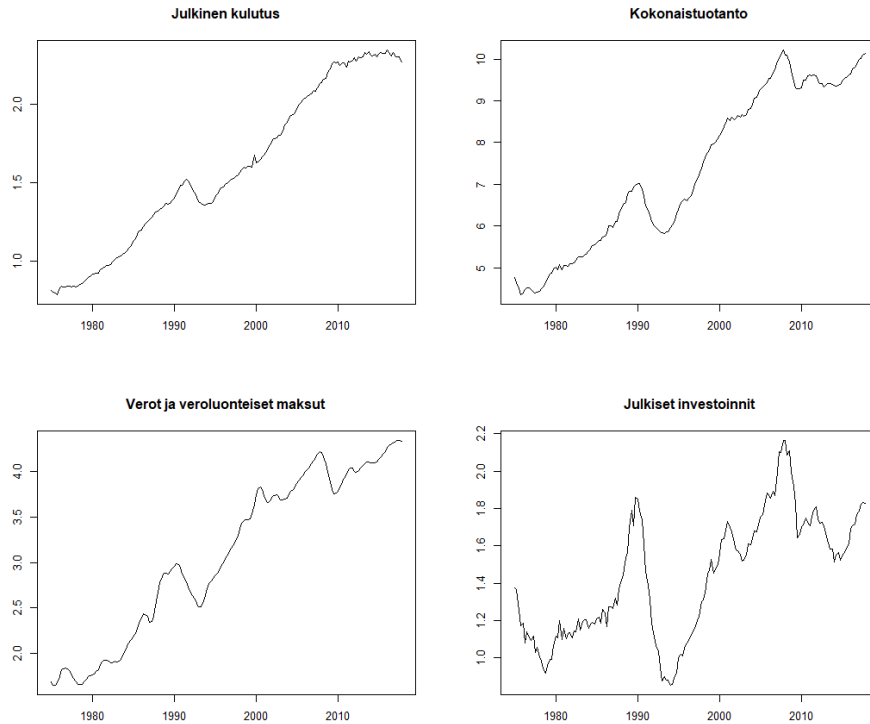 Julkinen kulutus
2.0
1.5
1.0
1980 1990 2000 2010
Kokonaistuotanto
10
9
8
7
6
5
1980 1990 2000 2010
Verot ja veroluonteiset maksut
4.0
3.5
3.0
2.5
2.0
1980 1990 2000 2010
Julkiset investoinnit
2.2
2.0
1.8
1.6
1.4
1.2
1.0
1980 1990 2000 2010